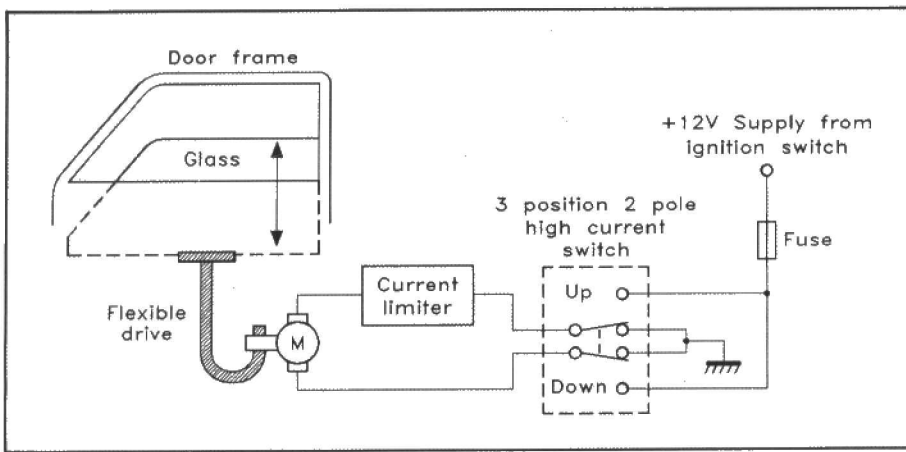 Door frame
Glass
+12V Supply from
ignition switch
3 position 2 pole
high current
switch
Fuse
Up
Current
limiter
Flexible
drive
M
Down